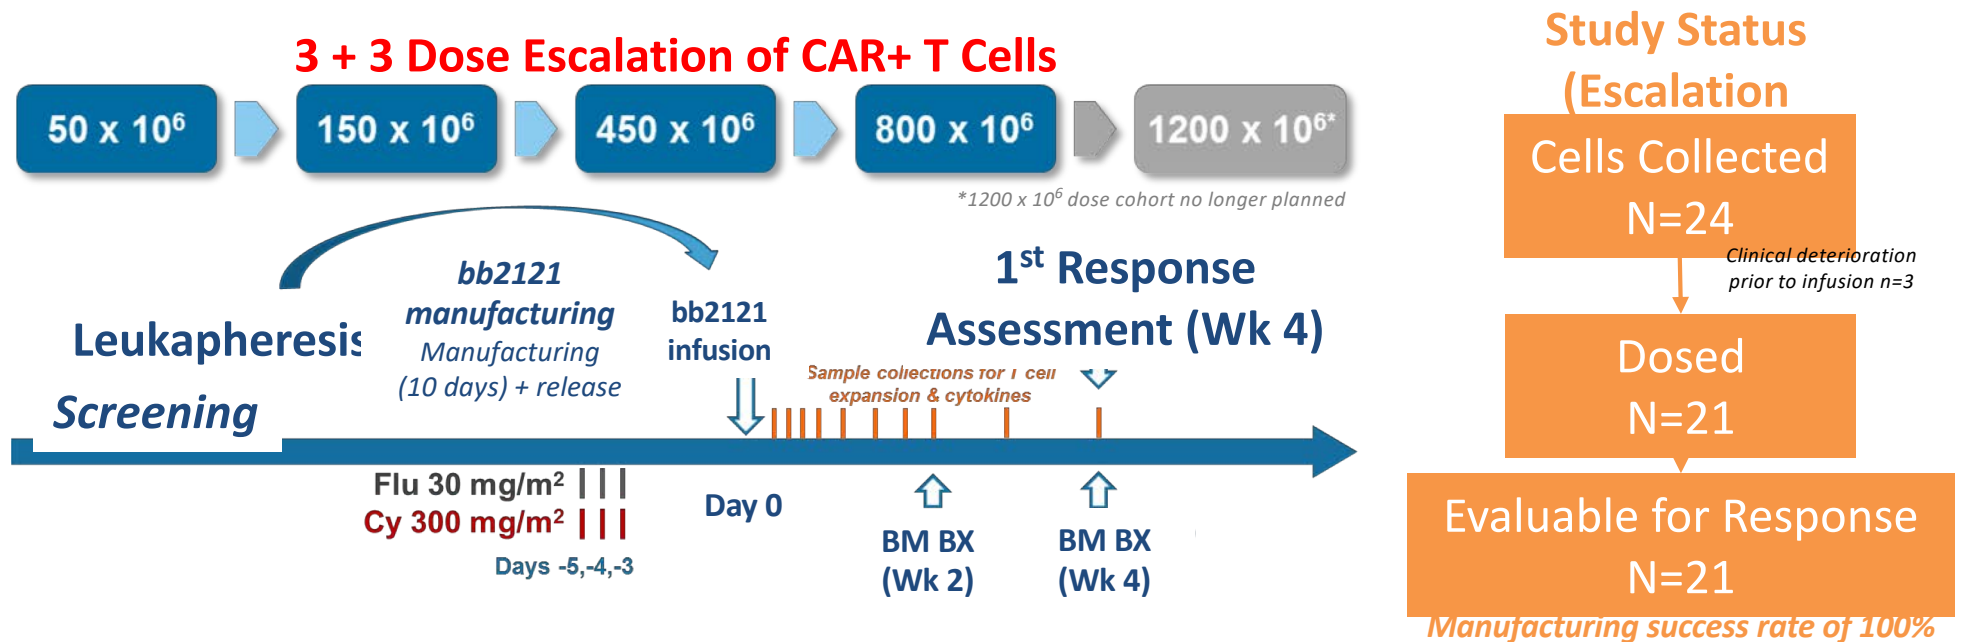 3 + 3 Dose Escalation of CAR+ T Cells
50 x 10⁶
150 x 10⁶
450 x 10⁶
800 x 10⁶
1200 x 10⁶*
*1200 x 10⁶ dose cohort no longer planned
Leukapheresis
Screening
bb2121
manufacturing
Manufacturing
(10 days) + release
bb2121
infusion
1st Response
Assessment (Wk 4)
Sample collections for T cell
expansion & cytokines
Flu 30 mg/m²
Cy 300 mg/m²
Days -5,-4,-3
Day 0
BM BX
(Wk 2)
BM BX
(Wk 4)
Study Status
(Escalation
Cells Collected
N=24
Clinical deterioration
prior to infusion n=3
Dosed
N=21
Evaluable for Response
N=21
Manufacturing success rate of 100%